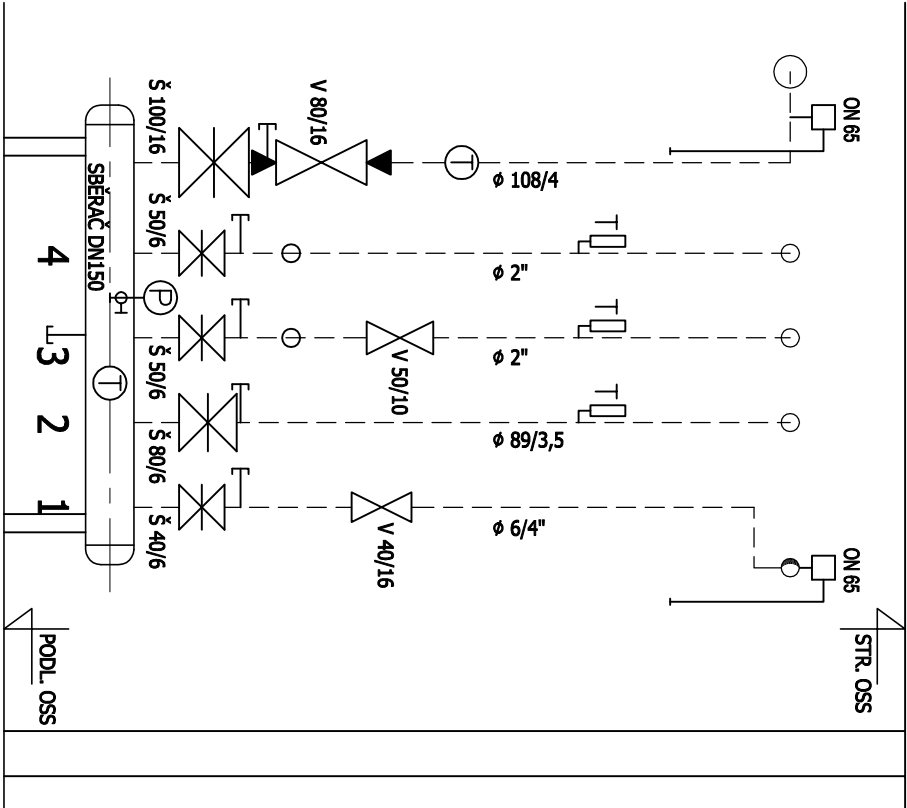 ON 65
ON 65
STR. OSS
ø 108/4
ø 2"
ø 2"
ø 89/3,5
ø 6/4"
T
V 80/16
V 50/10
V 40/16
Š 100/16
Š 50/6
P
Š 50/6
Š 80/6
Š 40/6
SBĚRAČ DN150
T
4
3
2
1
PODL. OSS